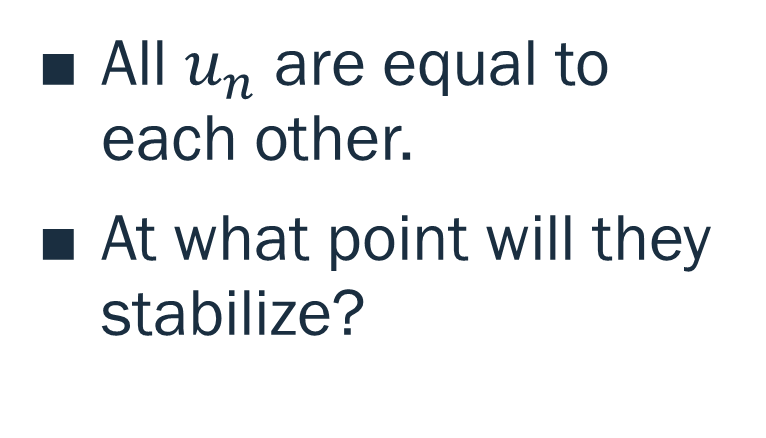 ■ All 𝑢ₙ are equal to
each other.
■ At what point will they
stabilize?